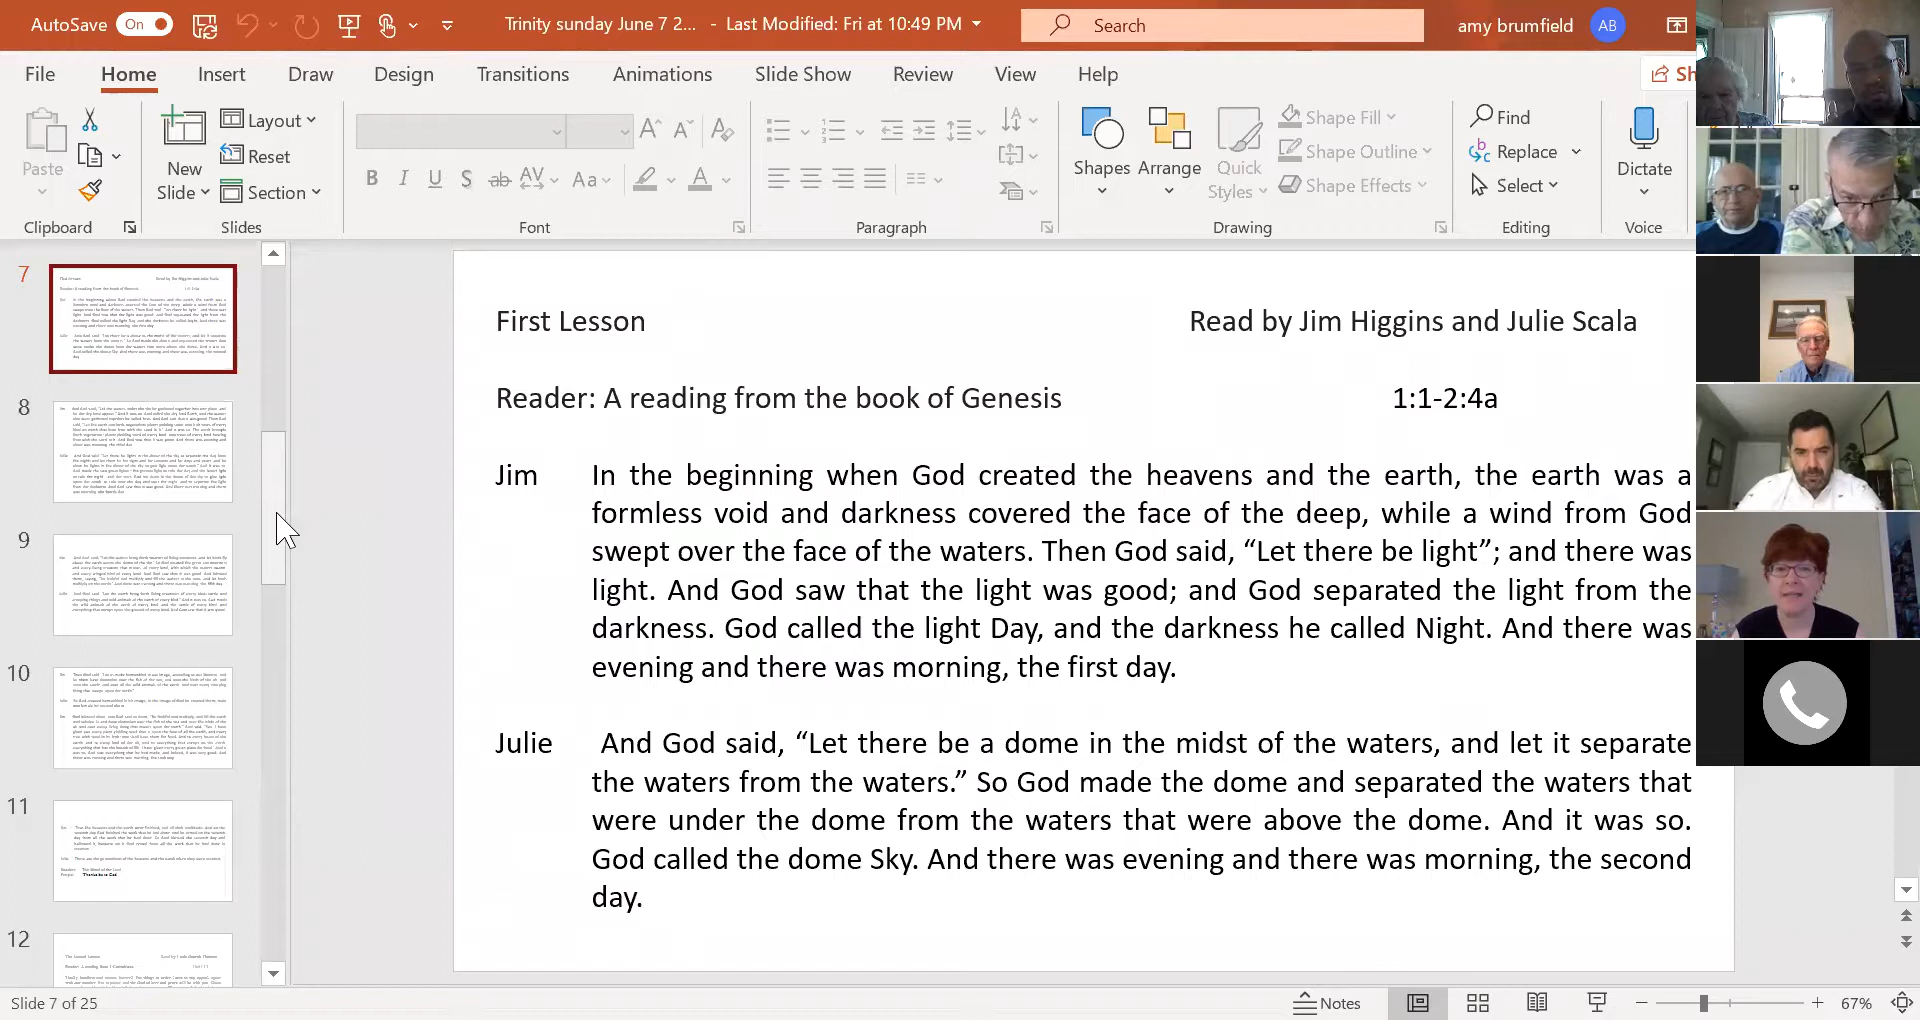 AutoSave On Trinity sunday June 7 2... - Last Modified: Fri at 10:49 PM Search amy brumfield AB
File Home Insert Draw Design Transitions Animations Slide Show Review View Help Sh
Paste
New Slide
Layout
Reset
Section
B I U S ab AV Aa A
Shapes
Arrange
Quick Styles
Shape Fill
Shape Outline
Shape Effects
Find
Replace
Select
Dictate
Clipboard Slides Font Paragraph Drawing Editing Voice
7
8
9
10
11
12
First Lesson Read by Jim Higgins and Julie Scala
Reader: A reading from the book of Genesis 1:1-2:4a
Jim In the beginning when God created the heavens and the earth, the earth was a
formless void and darkness covered the face of the deep, while a wind from God
swept over the face of the waters. Then God said, “Let there be light”; and there was
light. And God saw that the light was good; and God separated the light from the
darkness. God called the light Day, and the darkness he called Night. And there was
evening and there was morning, the first day.
Julie And God said, “Let there be a dome in the midst of the waters, and let it separate
the waters from the waters.” So God made the dome and separated the waters that
were under the dome from the waters that were above the dome. And it was so.
God called the dome Sky. And there was evening and there was morning, the second
day.
Slide 7 of 25 Notes 67%